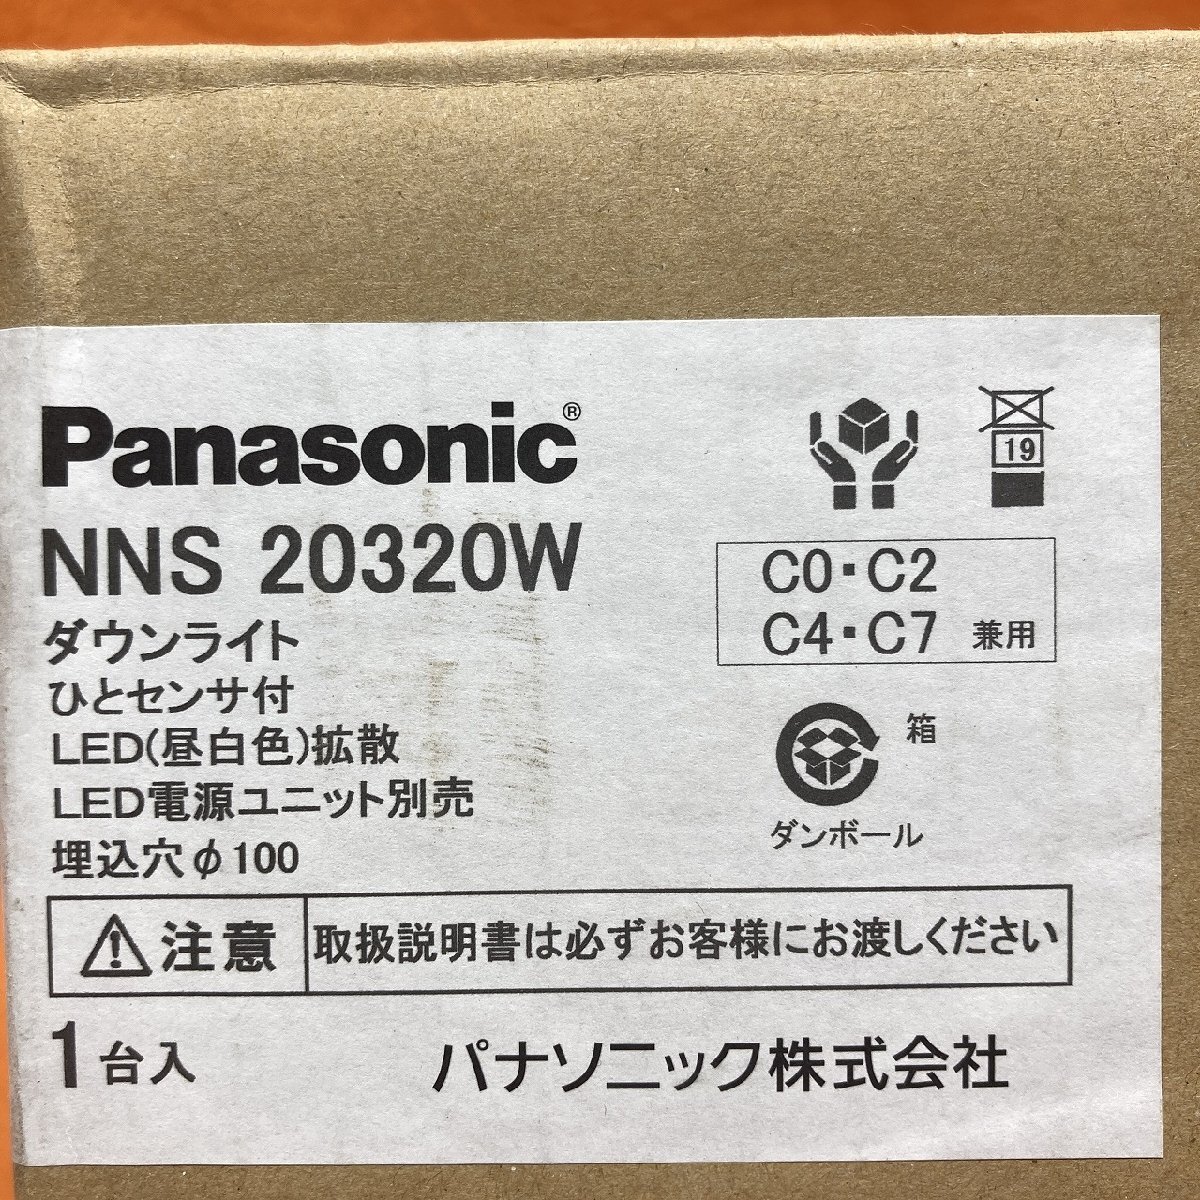 Panasonic®
NNS 20320W
ダウンライト
ひとセンサ付
LED(昼白色)拡散
LED電源ユニット別売
埋込穴φ100
19
C0・C2
C4・C7 兼用
箱
ダンボール
注意 取扱説明書は必ずお客様にお渡しください
1台入
パナソニック株式会社